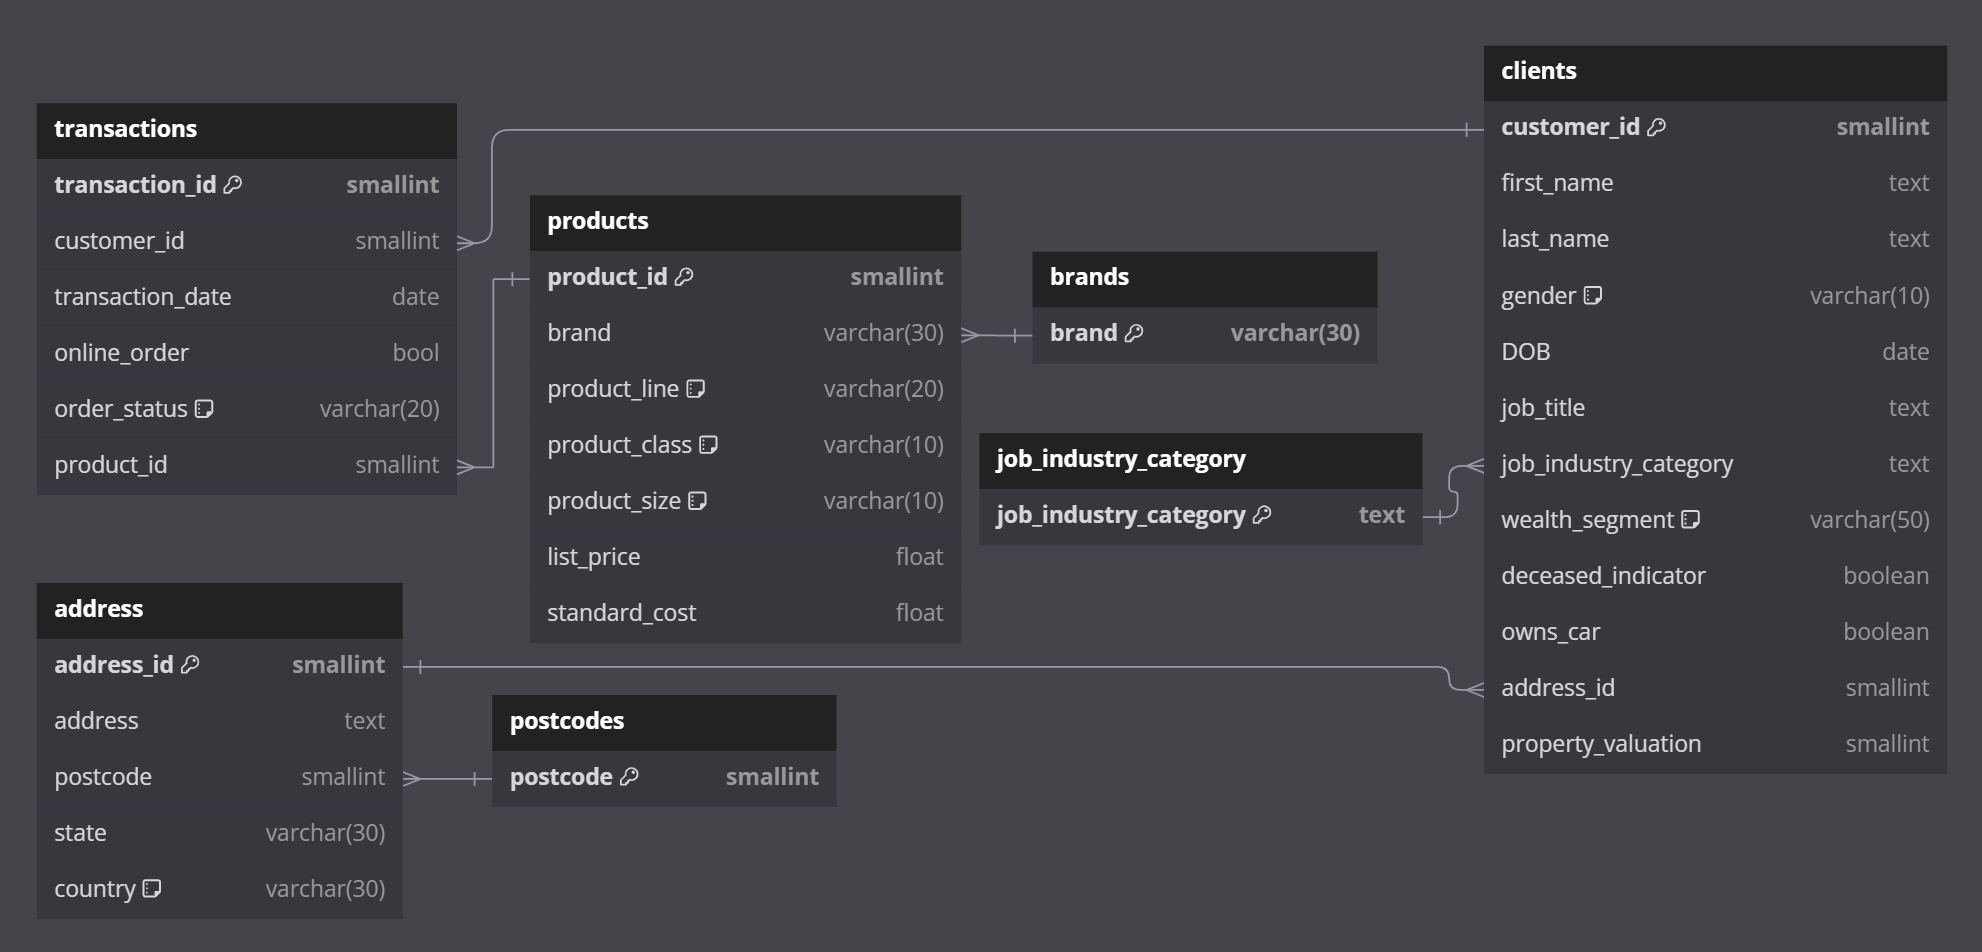 transactions
transaction_id smallint
customer_id smallint
transaction_date date
online_order bool
order_status varchar(20)
product_id smallint
products
product_id smallint
brand varchar(30)
product_line varchar(20)
product_class varchar(10)
product_size varchar(10)
list_price float
standard_cost float
brands
brand varchar(30)
job_industry_category
job_industry_category text
clients
customer_id smallint
first_name text
last_name text
gender varchar(10)
DOB date
job_title text
job_industry_category text
wealth_segment varchar(50)
deceased_indicator boolean
owns_car boolean
address_id smallint
property_valuation smallint
address
address_id smallint
address text
postcode smallint
state varchar(30)
country varchar(30)
postcodes
postcode smallint